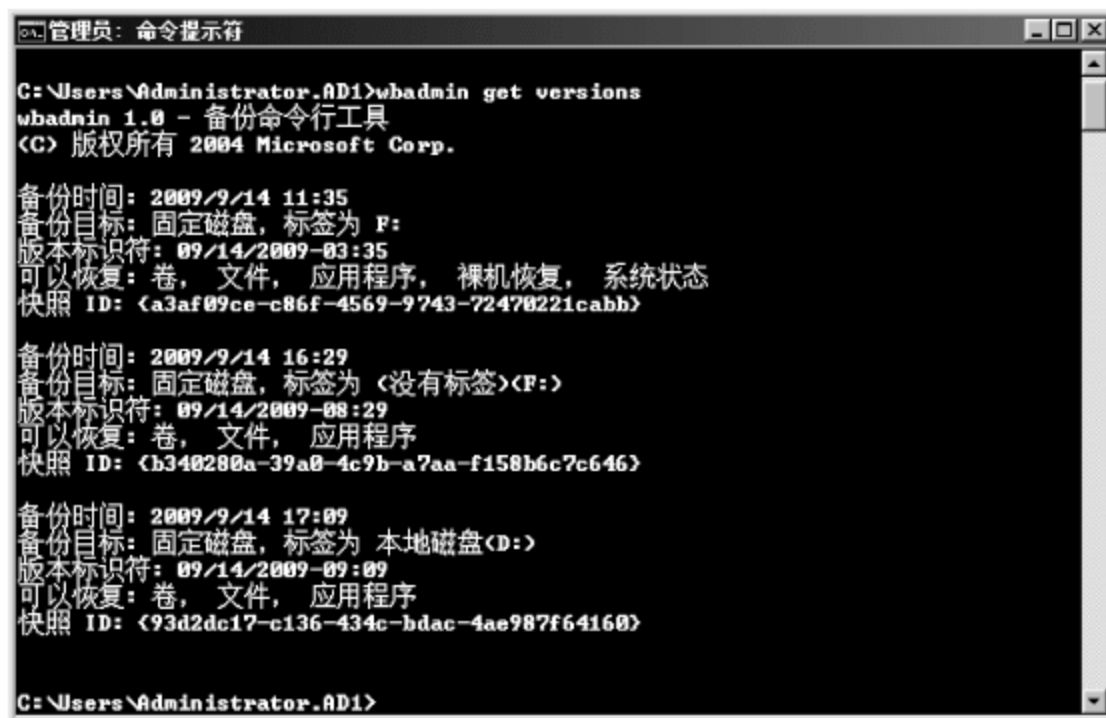 管理员: 命令提示符
C:\Users\Administrator.AD1>wbadmin get versions
wbadmin 1.0 - 备份命令行工具
(C) 版权所有 2004 Microsoft Corp.
备份时间: 2009/9/14 11:35
备份目标: 固定磁盘, 标签为 F:
版本标识符: 09/14/2009-03:35
可以恢复: 卷, 文件, 应用程序, 裸机恢复, 系统状态
快照 ID: {a3af09ce-c86f-4569-9743-72470221cabb}
备份时间: 2009/9/14 16:29
备份目标: 固定磁盘, 标签为 <没有标签>(F:)
版本标识符: 09/14/2009-08:29
可以恢复: 卷, 文件, 应用程序
快照 ID: {b340280a-39a0-4c9b-a7aa-f158b6c7c646}
备份时间: 2009/9/14 17:09
备份目标: 固定磁盘, 标签为 本地磁盘(D:)
版本标识符: 09/14/2009-09:09
可以恢复: 卷, 文件, 应用程序
快照 ID: {93d2dc17-c136-434c-bdac-4ae987f64160}
C:\Users\Administrator.AD1>